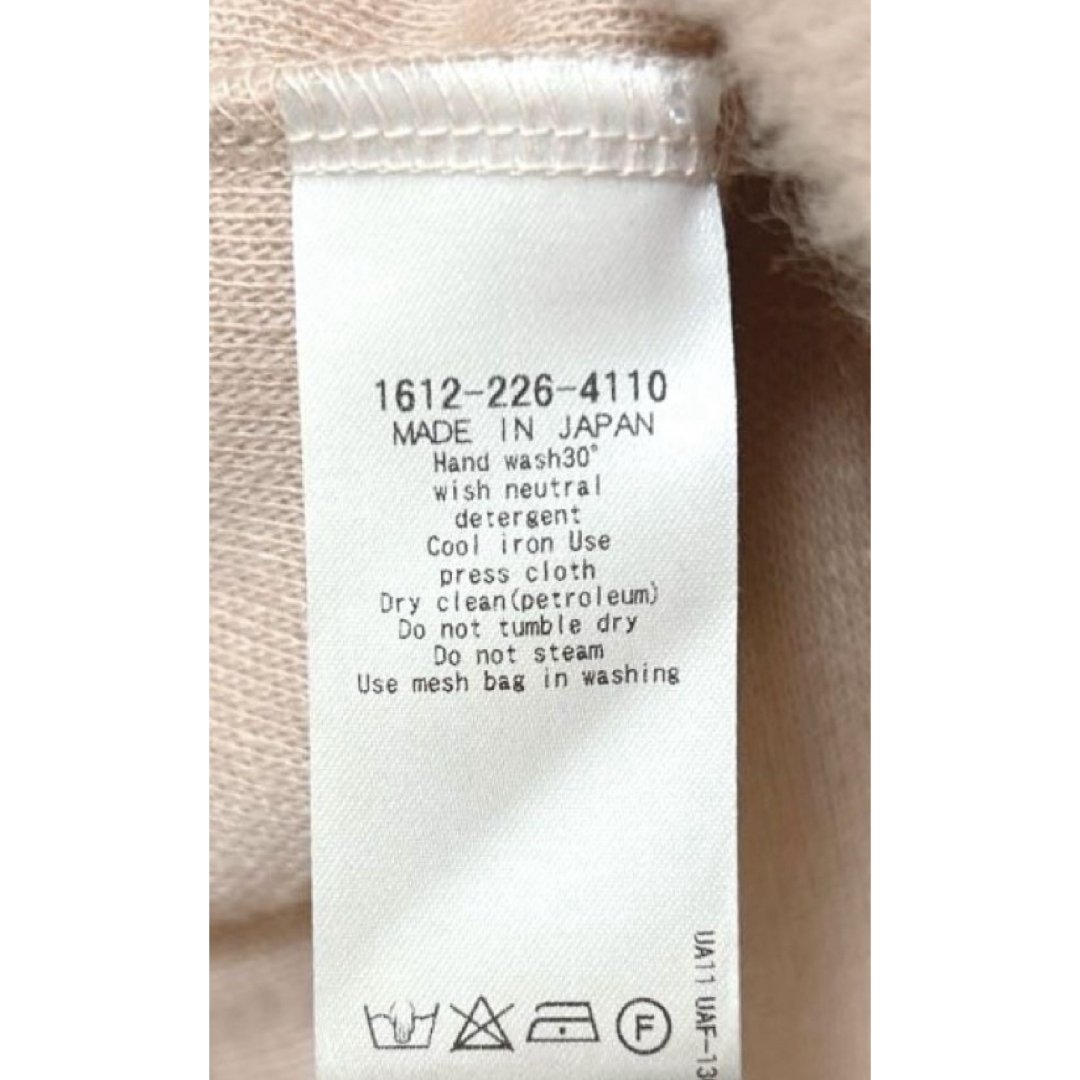 1612-226-4110
MADE IN JAPAN
Hand wash30°
wish neutral
detergent
Cool iron Use
press cloth
Dry clean(petroleum)
Do not tumble dry
Do not steam
Use mesh bag in washing
UA11 UAF-13
F